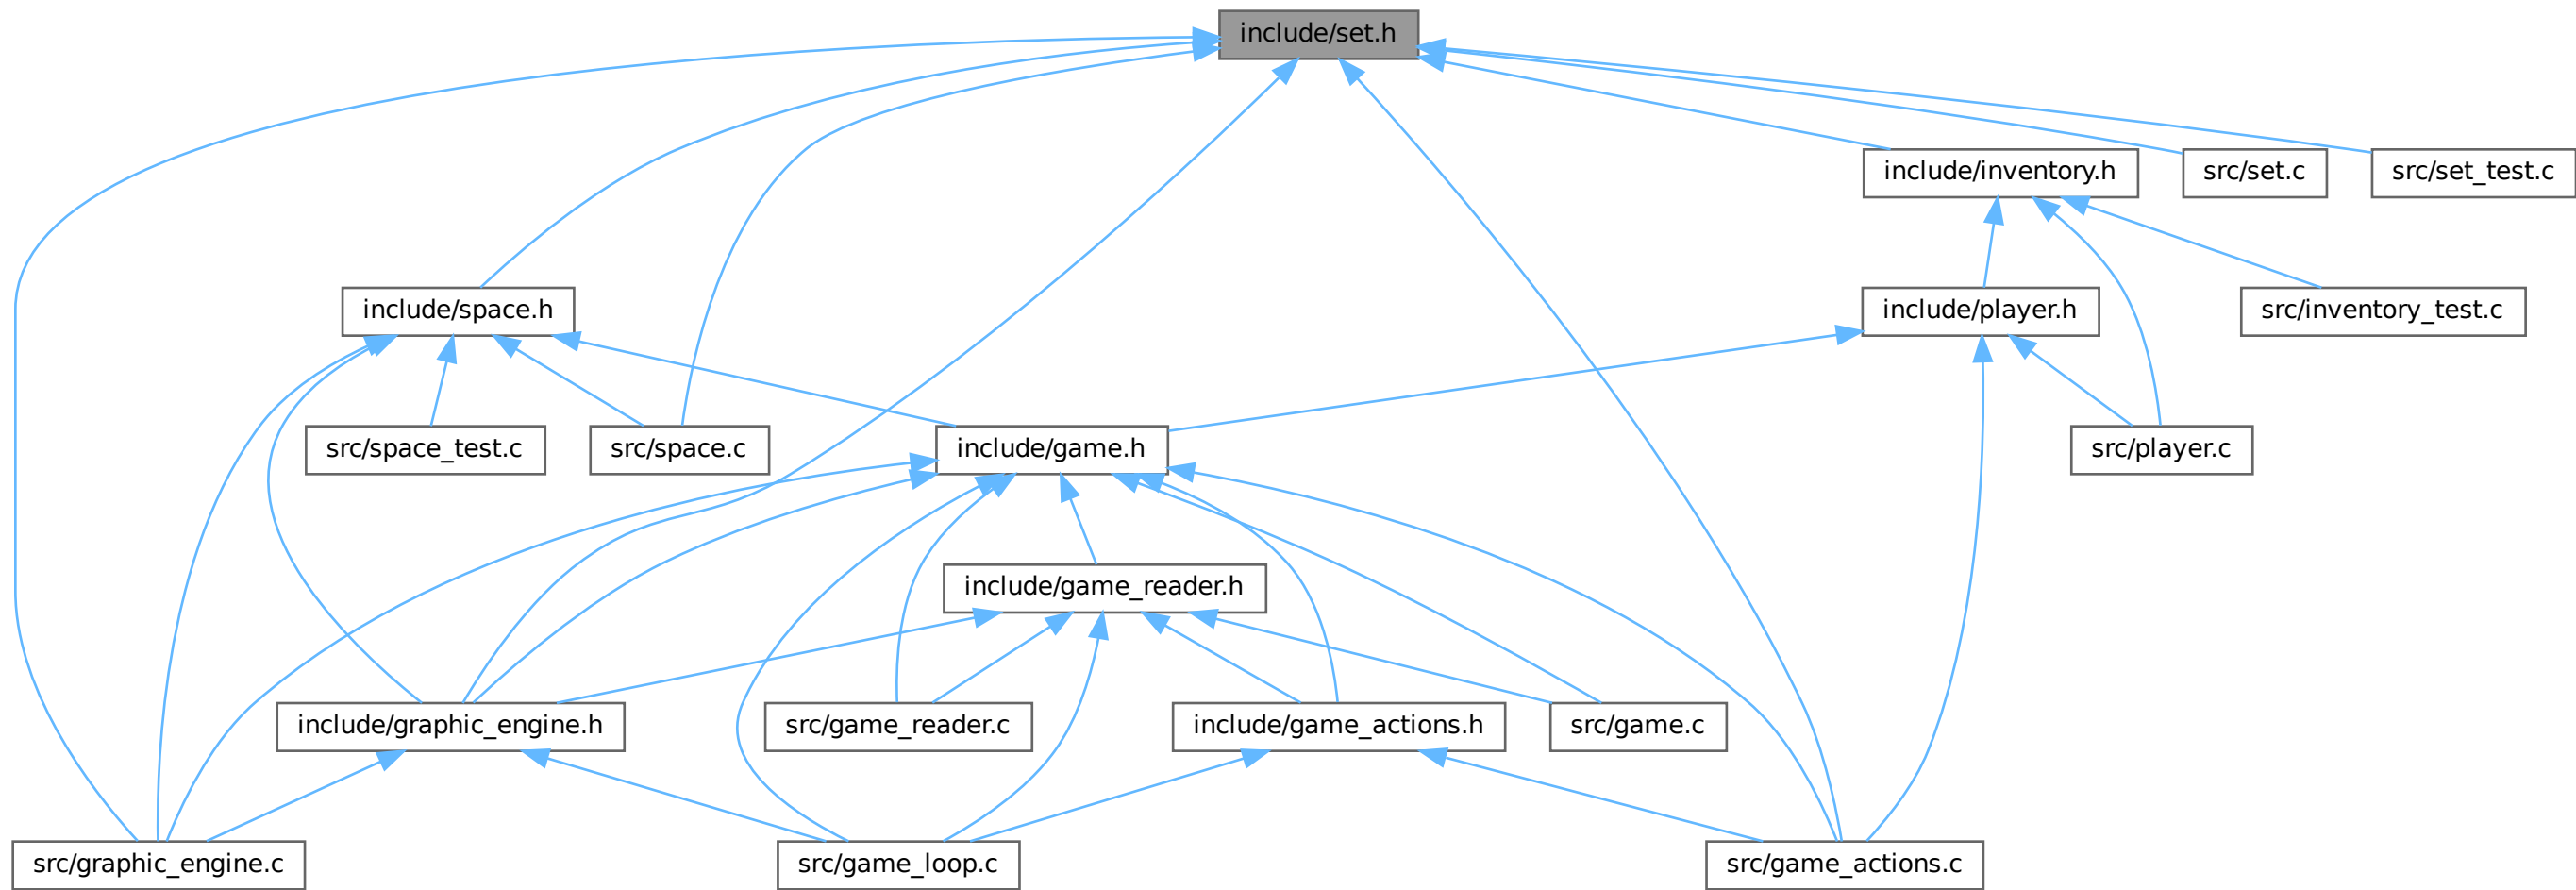 include/set.h
include/inventory.h
src/set.c
src/set_test.c
include/space.h
include/player.h
src/inventory_test.c
src/space_test.c
src/space.c
include/game.h
src/player.c
include/game_reader.h
include/graphic_engine.h
src/game_reader.c
include/game_actions.h
src/game.c
src/graphic_engine.c
src/game_loop.c
src/game_actions.c